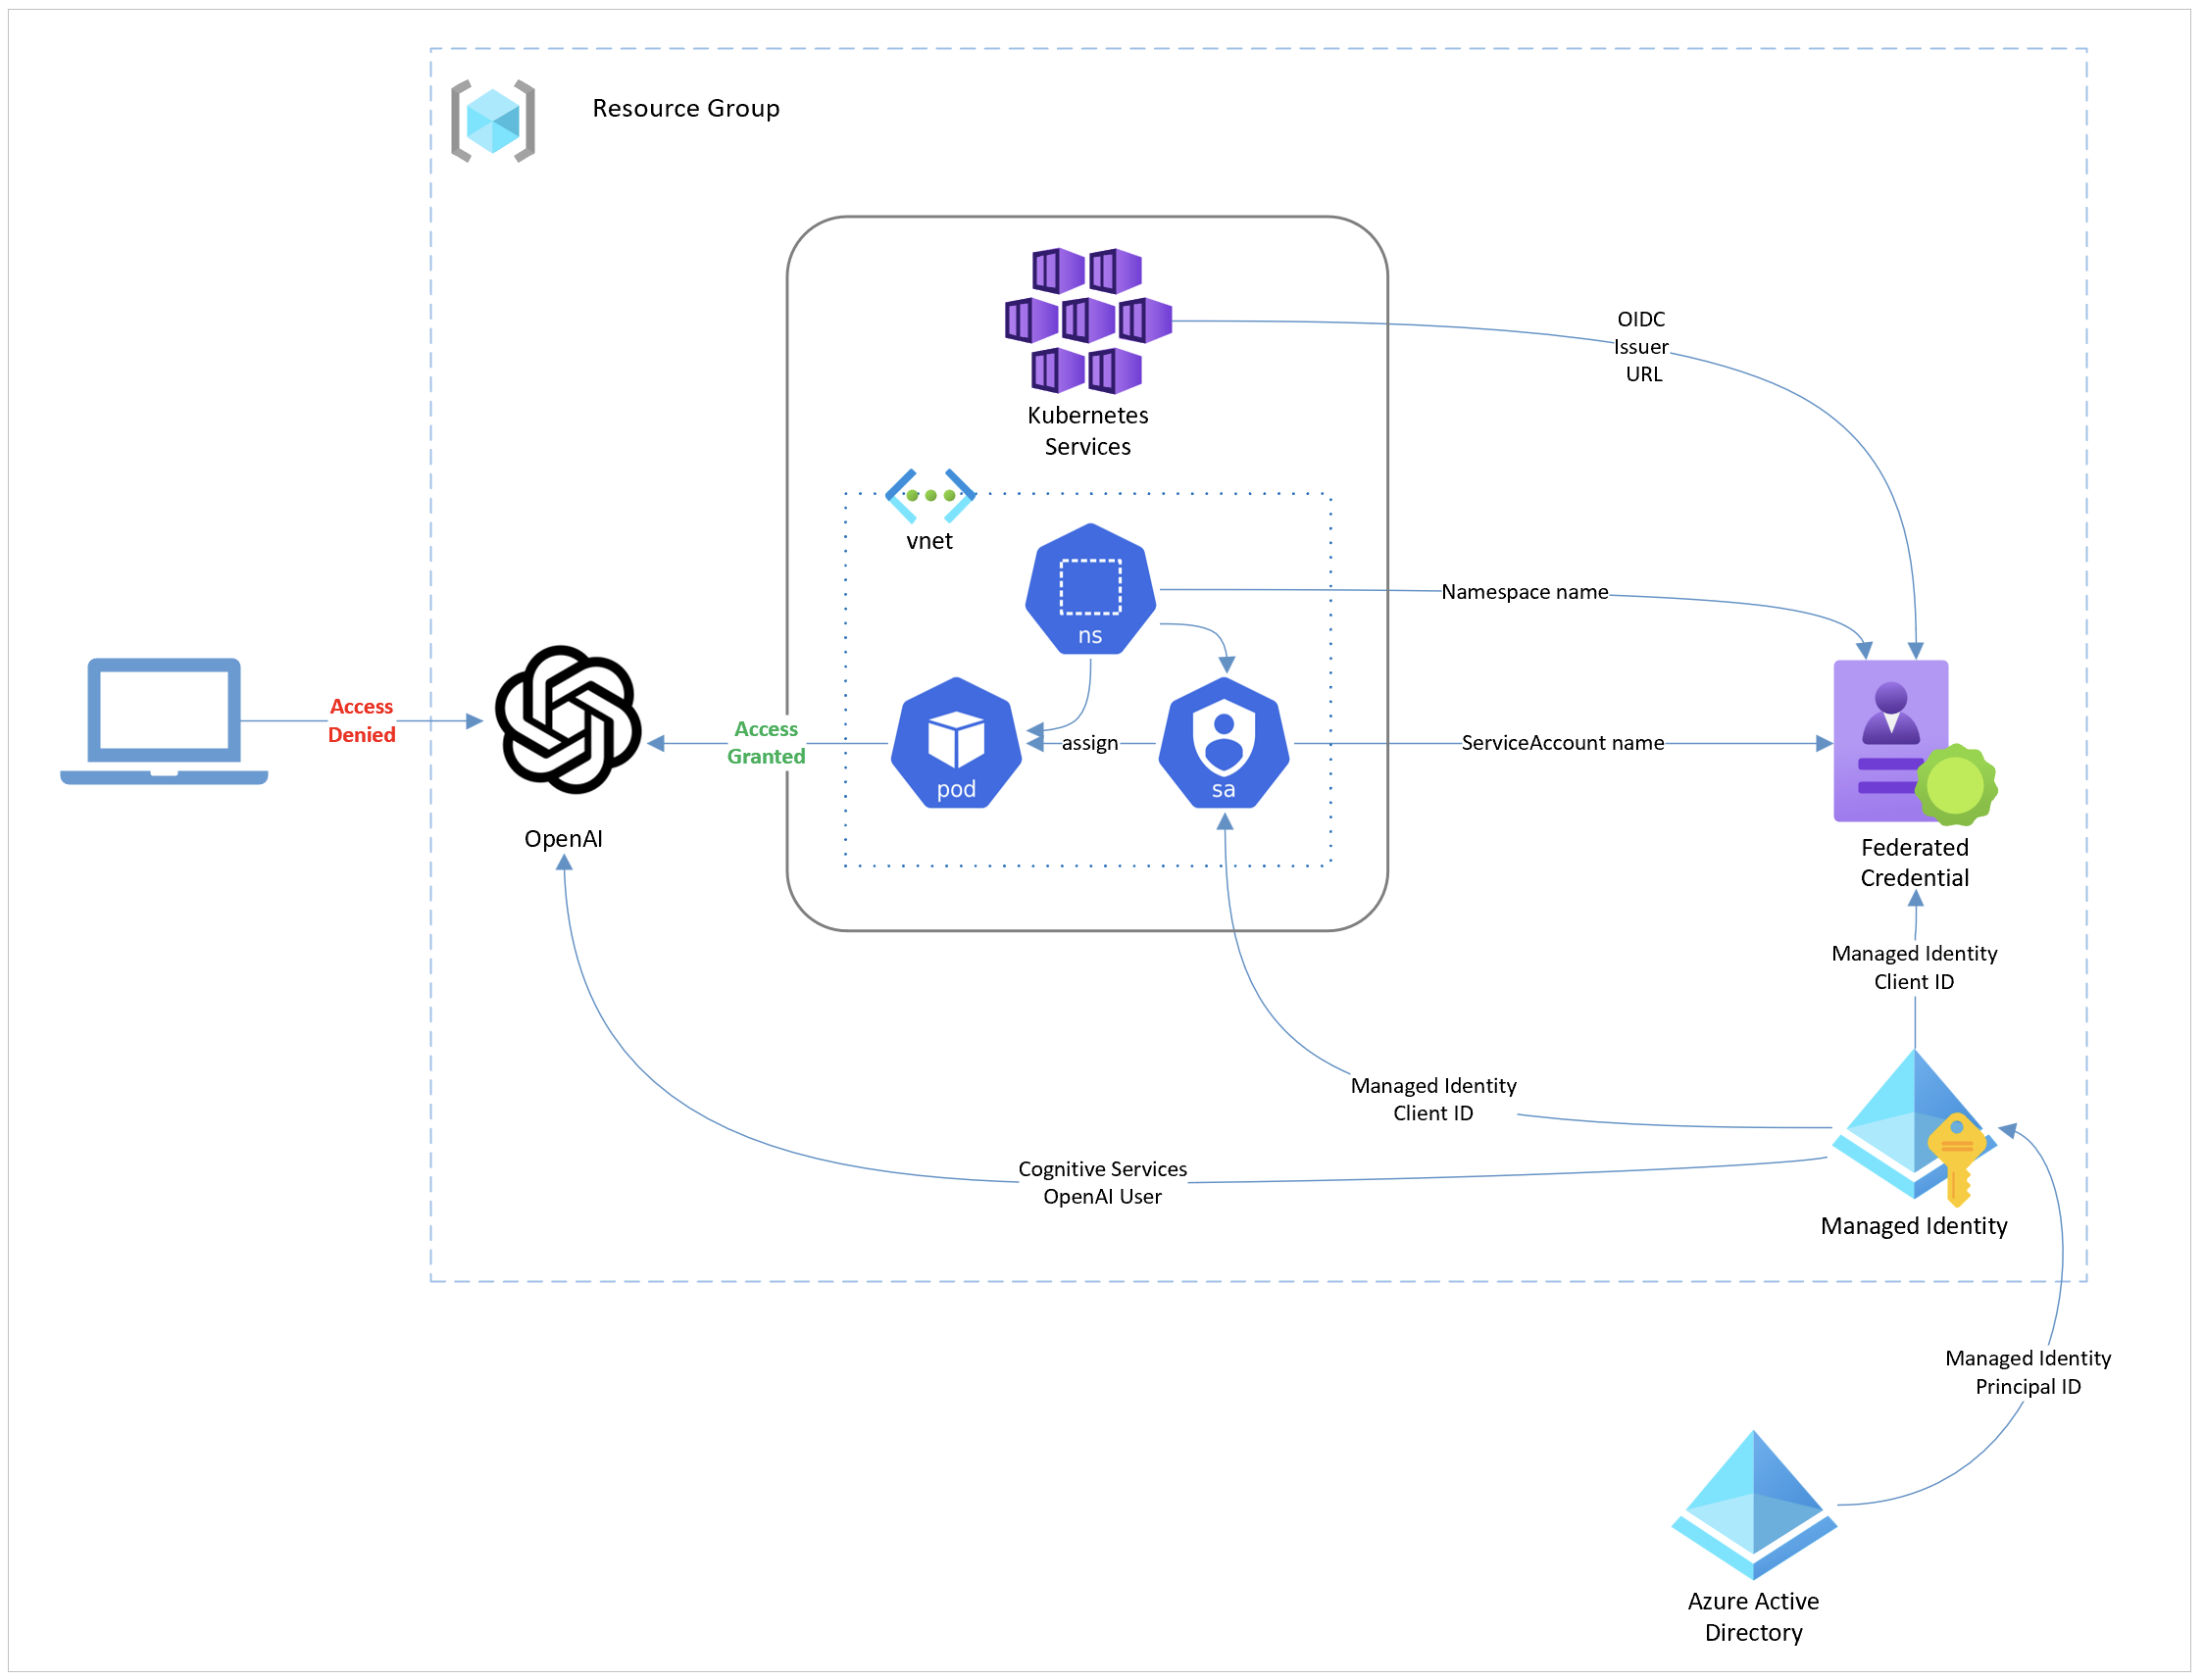 Resource Group
OIDC
Issuer
URL
Kubernetes
Services
vnet
ns
Namespace name
Access
Denied
Access
Granted
assign
ServiceAccount name
pod
sa
OpenAI
Federated
Credential
Managed Identity
Client ID
Managed Identity
Client ID
Cognitive Services
OpenAI User
Managed Identity
Managed Identity
Principal ID
Azure Active
Directory